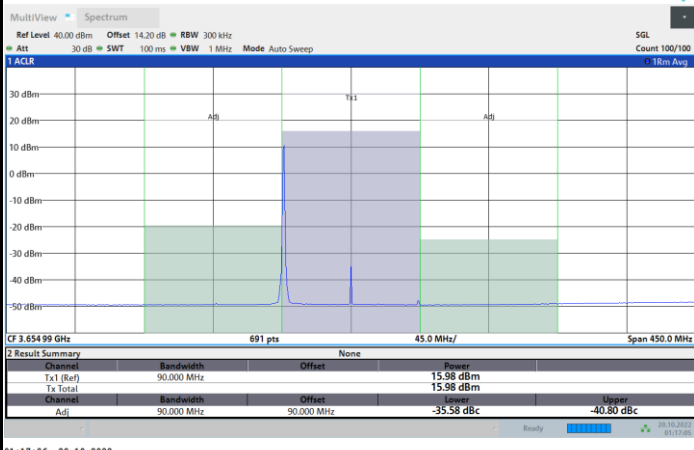 MultiView Spectrum
Ref Level 40.00 dBm Offset 14.20 dB RBW 300 kHz SGL
Att 30 dB SWT 100 ms VBW 1 MHz Mode Auto Sweep Count 100/100
1 ACLR 1Rm Avg
30 dBm
Tx1
20 dBm Adj Adj
10 dBm
0 dBm
-10 dBm
-20 dBm
-30 dBm
-40 dBm
-50 dBm
CF 3.654 99 GHz 691 pts 45.0 MHz/ Span 450.0 MHz
2 Result Summary None
Channel Bandwidth Offset Power
Tx1 (Ref) 90.000 MHz 15.98 dBm
Tx Total 15.98 dBm
Channel Bandwidth Offset Lower Upper
Adj 90.000 MHz 90.000 MHz -35.58 dBc -40.80 dBc
Ready 20.10.2022
01:17:05